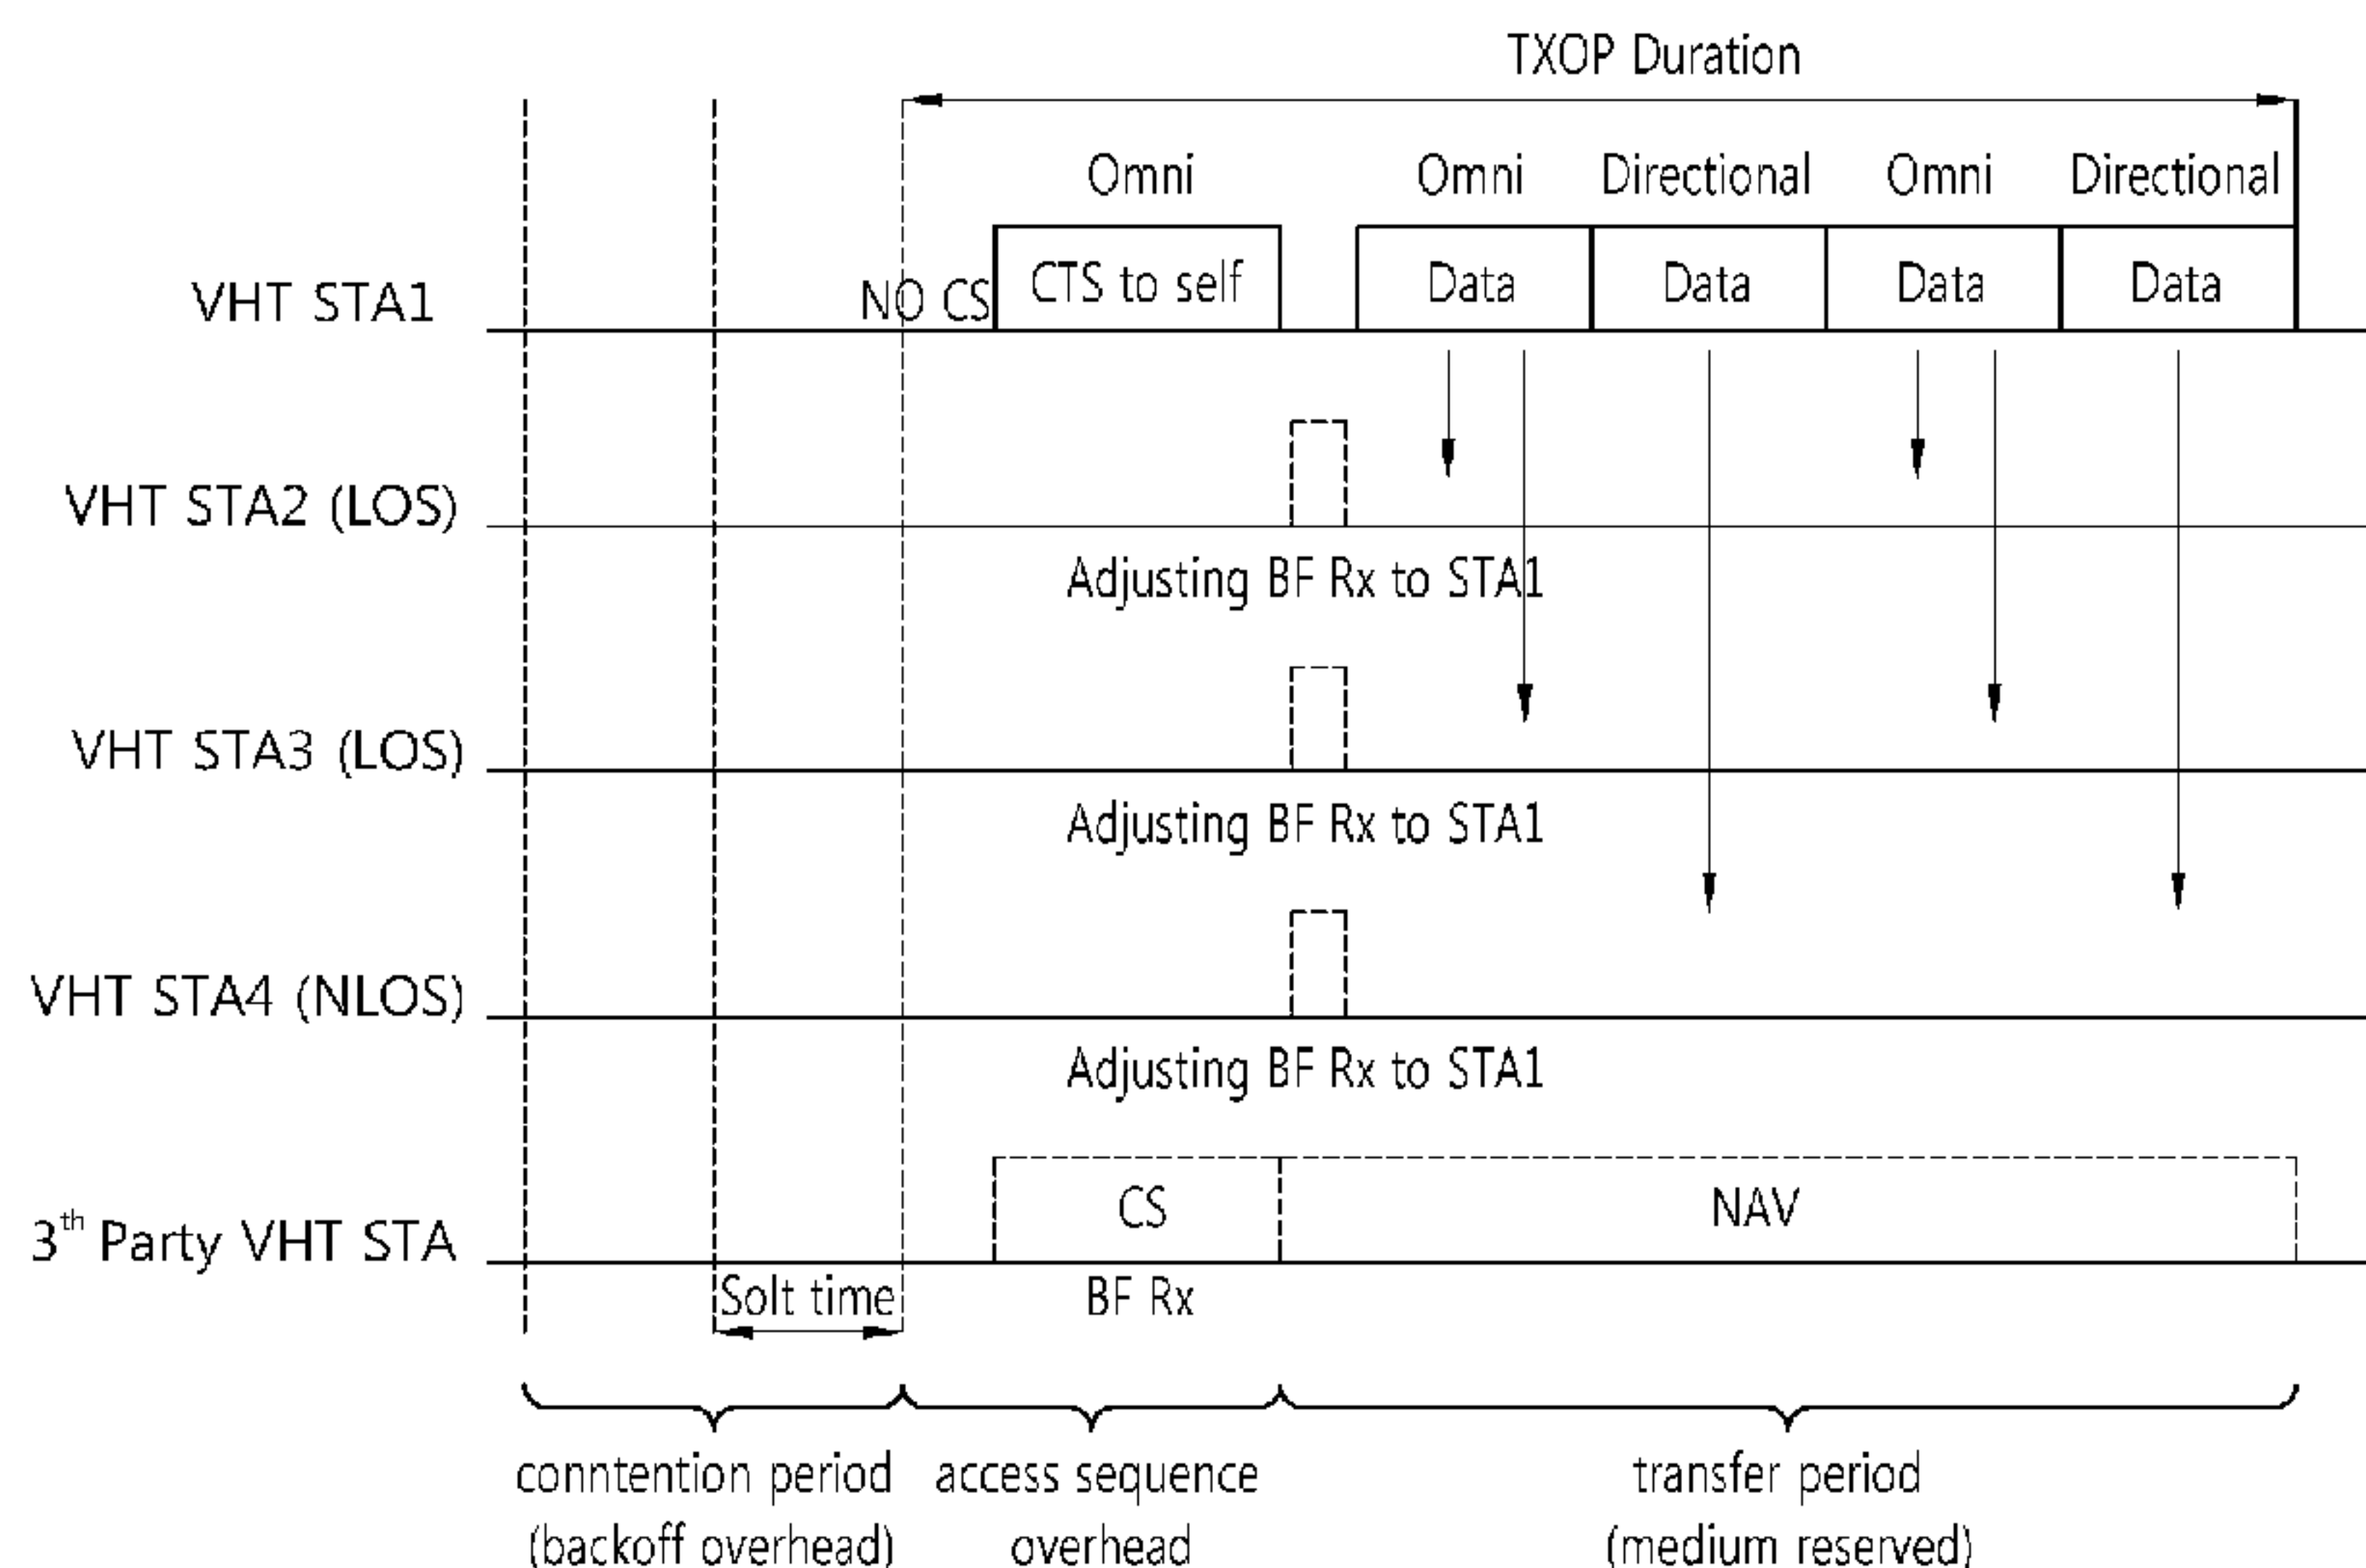 TXOP Duration
Omni Omni Directional Omni Directional
VHT STA1 NO CS CTS to self Data Data Data Data
VHT STA2 (LOS)
Adjusting BF Rx to STA1
VHT STA3 (LOS)
Adjusting BF Rx to STA1
VHT STA4 (NLOS)
Adjusting BF Rx to STA1
3th Party VHT STA CS NAV
Solt time BF Rx
conntention period access sequence transfer period
(backoff overhead) overhead (medium reserved)